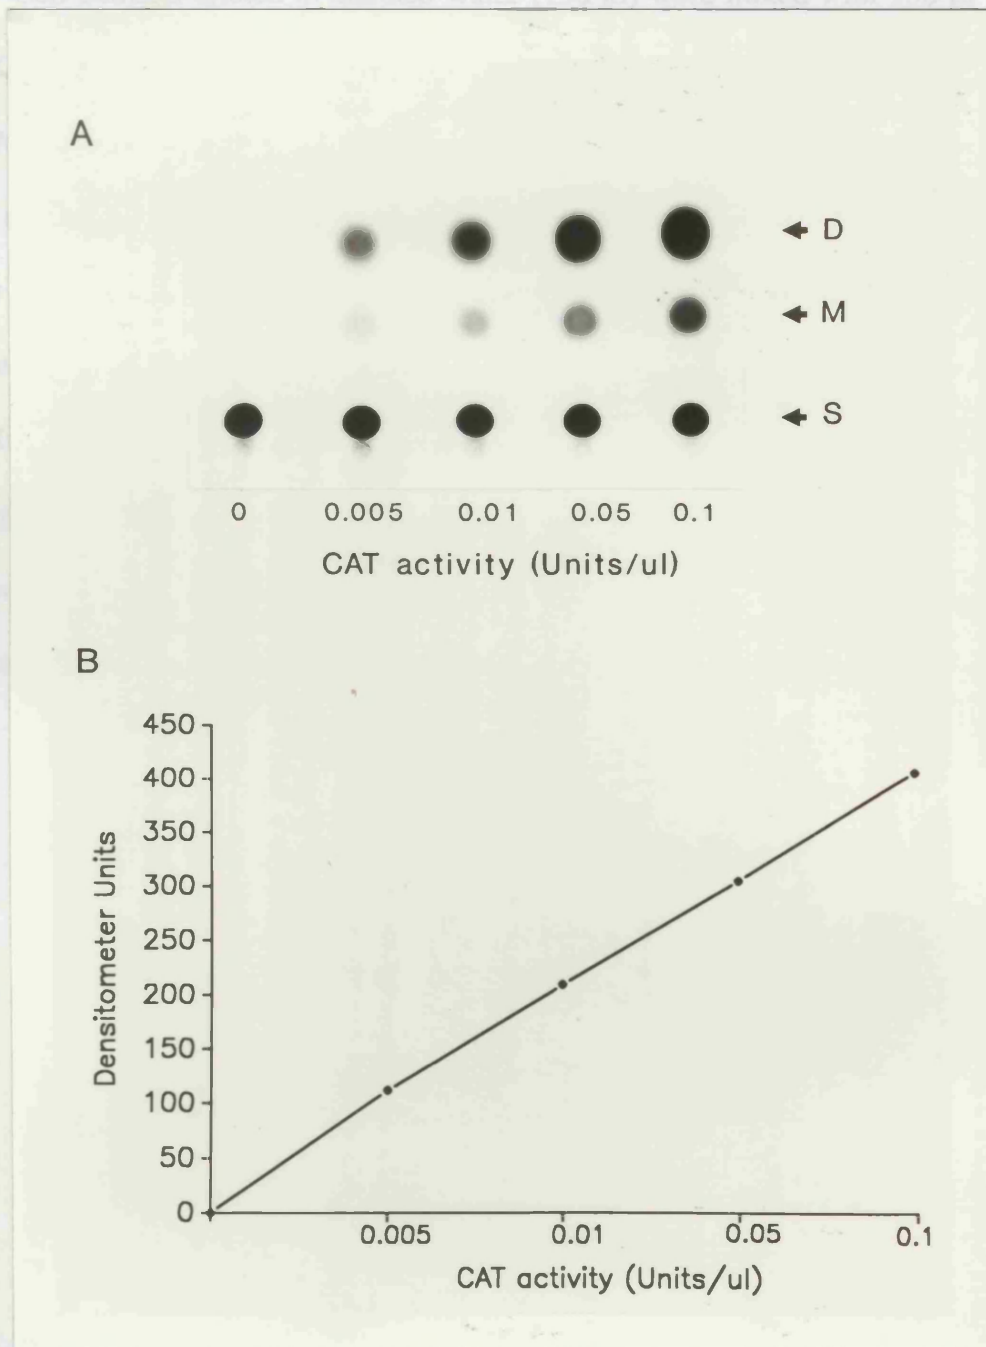 A
D
M
S
0 0.005 0.01 0.05 0.1
CAT activity (Units/ul)
B
450
400
350
300
250
200
150
100
50
0
Densitometer Units
0.005 0.01 0.05 0.1
CAT activity (Units/ul)